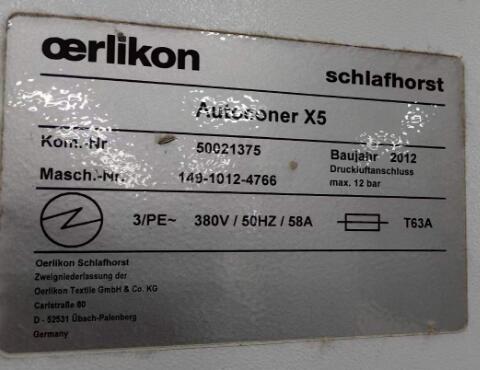 œrlikon
schlafhorst
Autoconer X5
Kom.-Nr 50021375 Baujahr 2012
Druckluftanschluss
Masch.-Nr. 149-1012-4766 max. 12 bar
3/PE~ 380V / 50HZ / 58A T63A
Oerlikon Schlafhorst
Zweigniederlassung der
Oerlikon Textile GmbH & Co. KG
Carlstraße 60
D - 52531 Übach-Palenberg
Germany